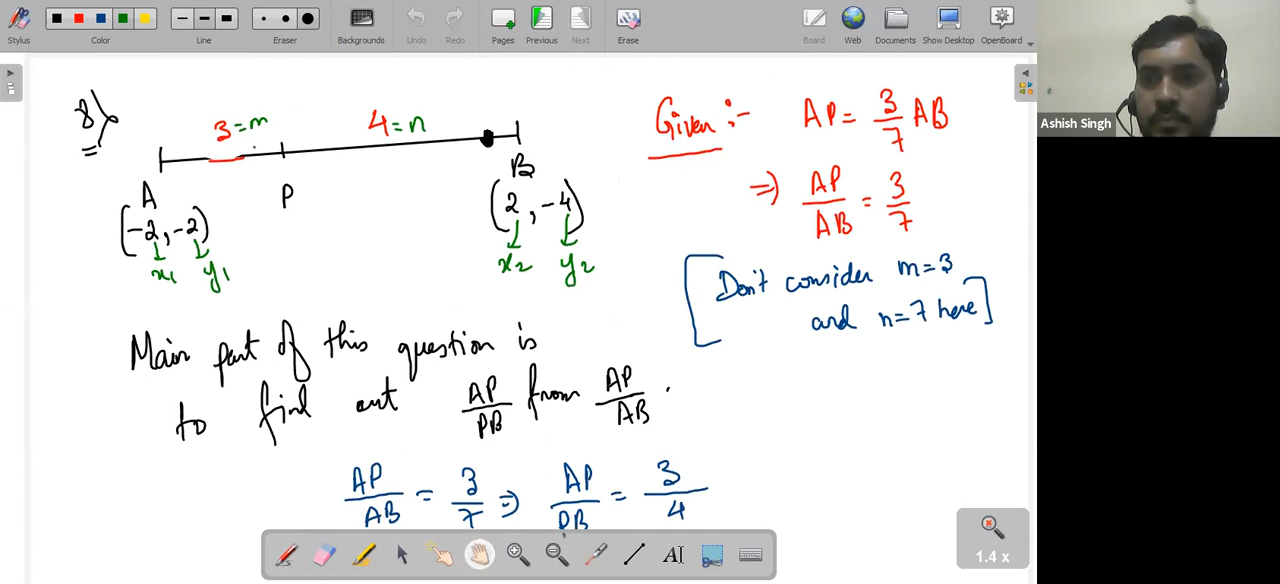 Stylus Color Line Eraser Backgrounds Undo Redo Pages Previous Next Erase Board Web Documents Show Desktop OpenBoard
Ashish Singh
8)
3=m 4=n
A P B
(-2,-2) (2,-4)
x1 y1 x2 y2
Given :- AP= 3/7 AB
=) AP/AB = 3/7
[Don't consider m=3
and n=7 here]
Main part of this question is
to find out AP/PB from AP/AB.
AP/AB = 3/7 =) AP/PB = 3/4
AI
1.4 x